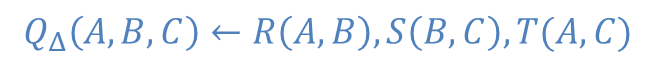 Q_Δ(A, B, C) ← R(A, B), S(B, C), T(A, C)